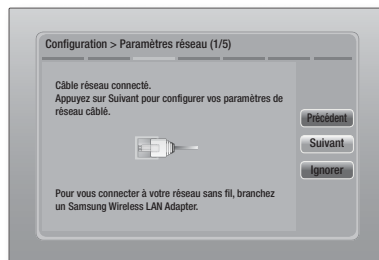 Configuration > Paramètres réseau (1/5)
Câble réseau connecté.
Appuyez sur Suivant pour configurer vos paramètres de
réseau câblé.
Pour vous connecter à votre réseau sans fil, branchez
un Samsung Wireless LAN Adapter.
Précédent
Suivant
Ignorer